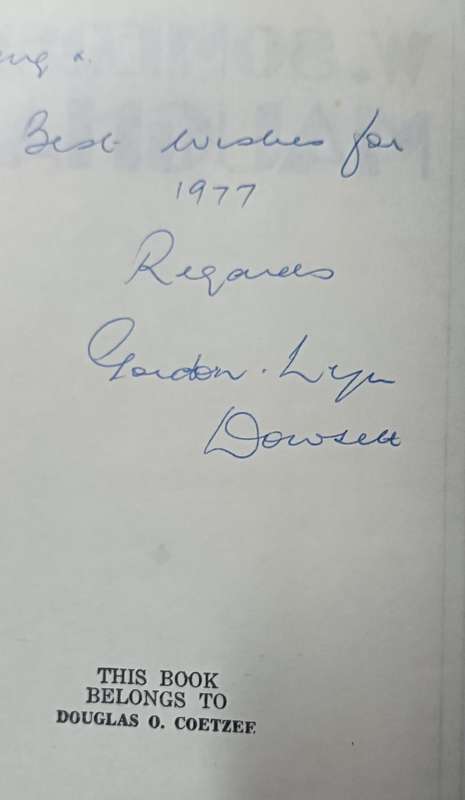 Best wishes for
1977
Regards
Gordon. Lyn
Dowsett
THIS BOOK
BELONGS TO
DOUGLAS O. COETZEE